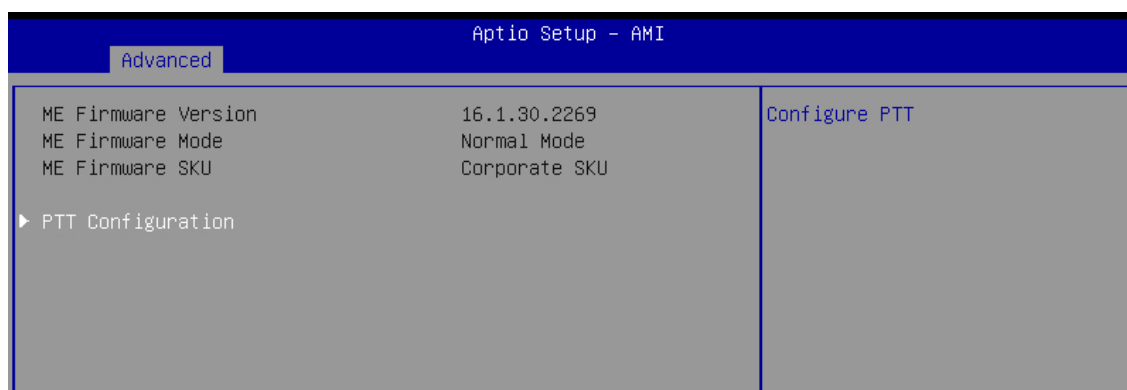 Aptio Setup – AMI
Advanced
ME Firmware Version 16.1.30.2269
ME Firmware Mode Normal Mode
ME Firmware SKU Corporate SKU
PTT Configuration
Configure PTT